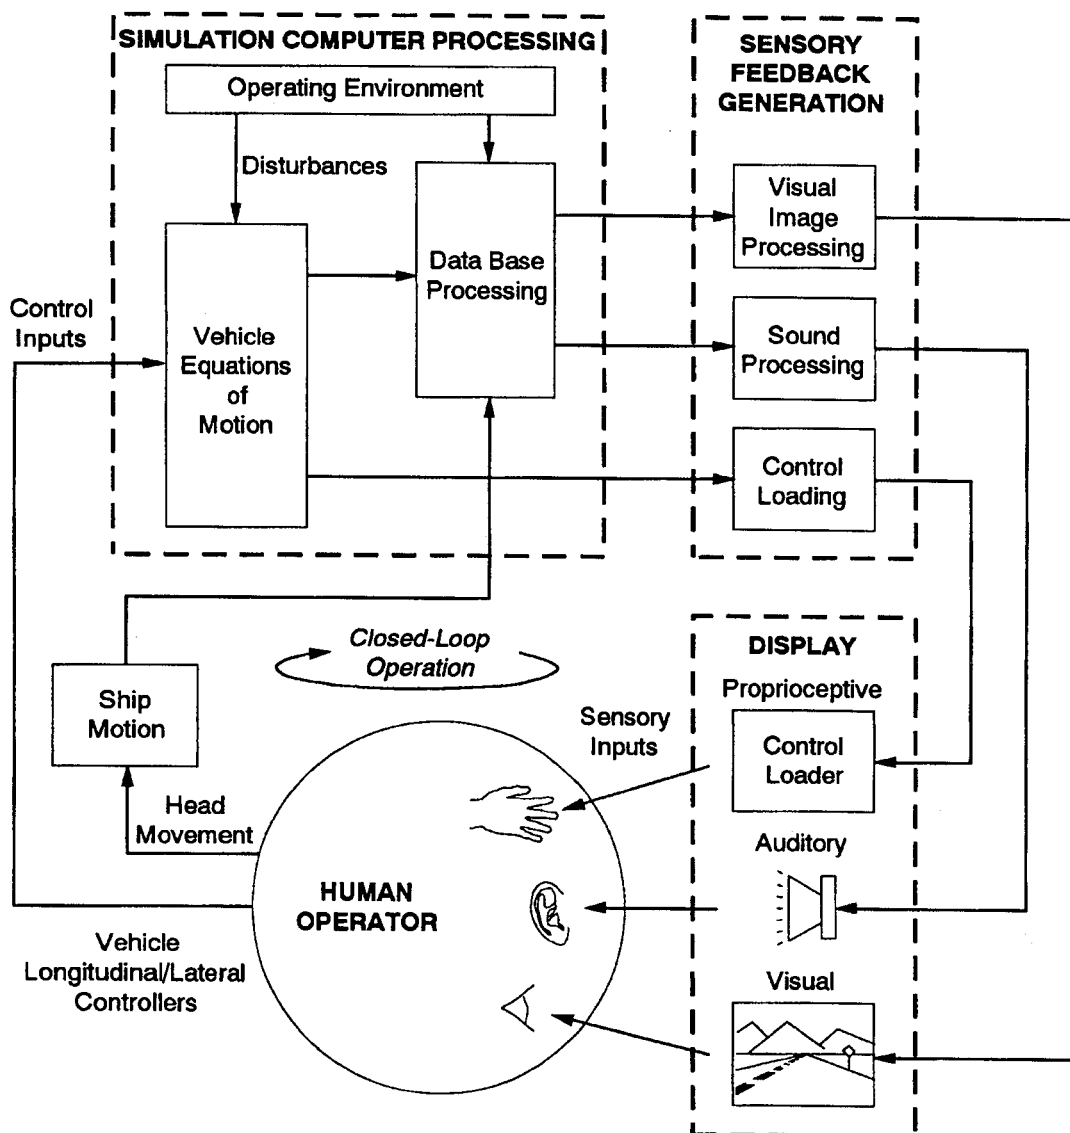 SIMULATION COMPUTER PROCESSING
Operating Environment
Disturbances
Data Base
Processing
Vehicle
Equations
of
Motion
Control
Inputs
SENSORY
FEEDBACK
GENERATION
Visual
Image
Processing
Sound
Processing
Control
Loading
Closed-Loop
Operation
Ship
Motion
Head
Movement
Sensory
Inputs
HUMAN
OPERATOR
Vehicle
Longitudinal/Lateral
Controllers
DISPLAY
Proprioceptive
Control
Loader
Auditory
Visual